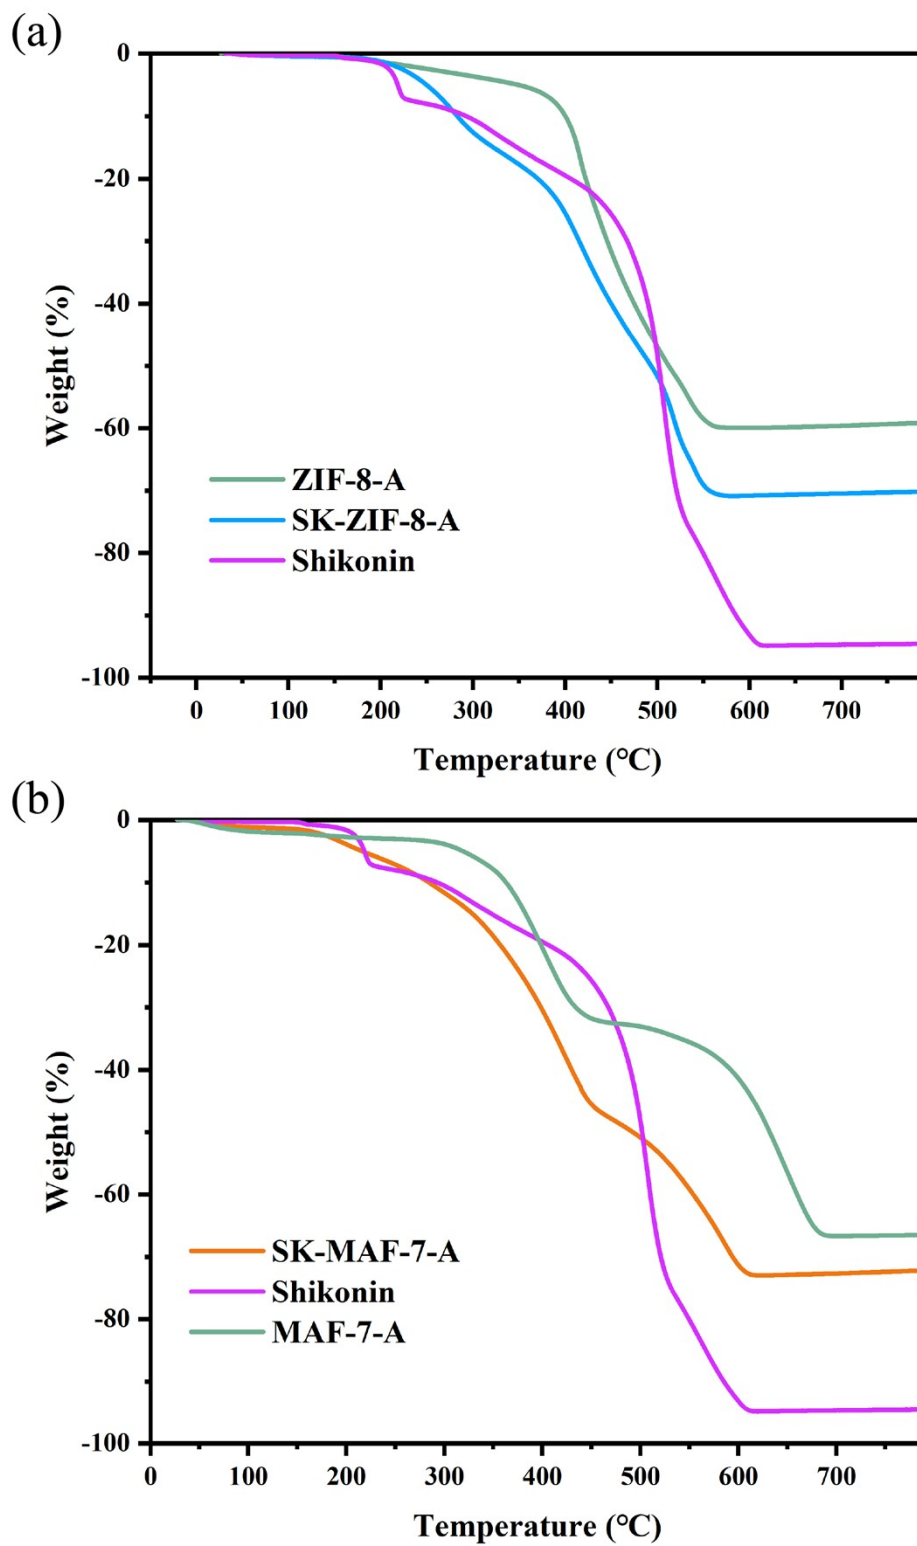 (a)
0
-20
-40
-60
-80
-100
Weight (%)
ZIF-8-A
SK-ZIF-8-A
Shikonin
0 100 200 300 400 500 600 700
Temperature (°C)
(b)
0
-20
-40
-60
-80
-100
Weight (%)
SK-MAF-7-A
Shikonin
MAF-7-A
0 100 200 300 400 500 600 700
Temperature (°C)